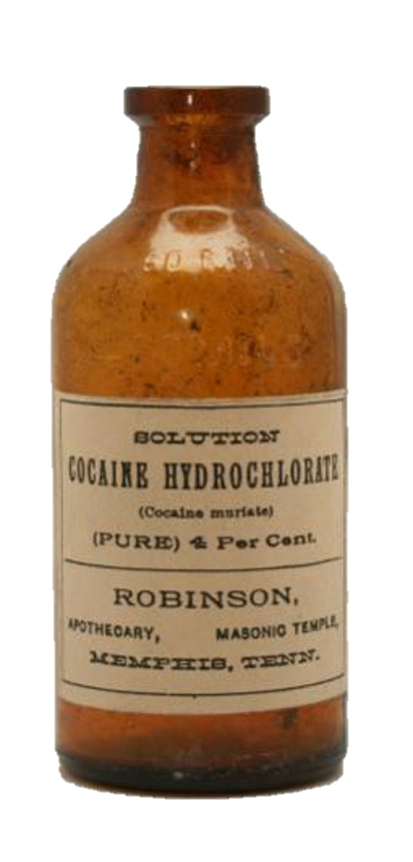 SOLUTION
COCAINE HYDROCHLORATE
(Cocaine muriate)
(PURE) 4 Per Cent.
ROBINSON,
APOTHECARY, MASONIC TEMPLE,
MEMPHIS, TENN.